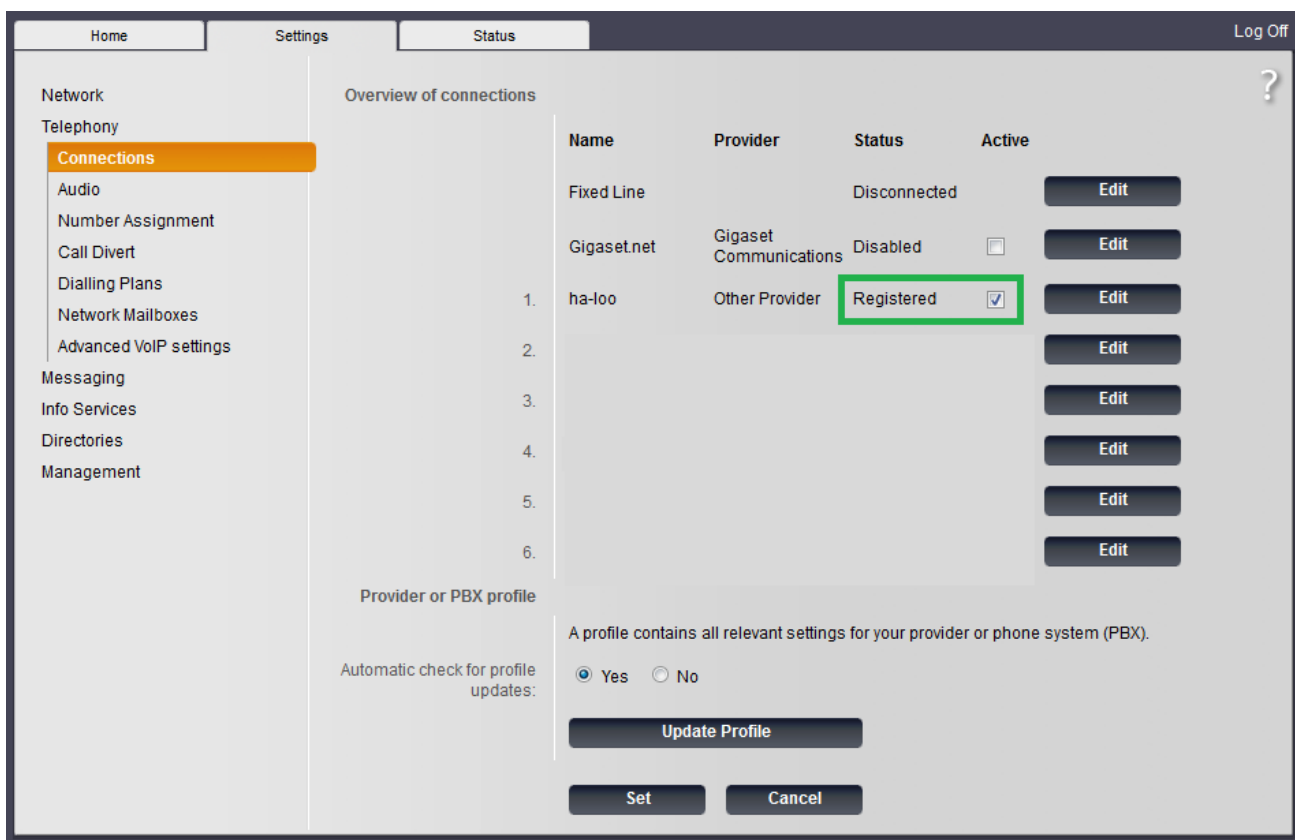 Home
Settings
Status
Log Off
?
Network
Telephony
Connections
Audio
Number Assignment
Call Divert
Dialling Plans
Network Mailboxes
Advanced VoIP settings
Messaging
Info Services
Directories
Management
Overview of connections
Name Provider Status Active
Fixed Line Disconnected Edit
Gigaset.net Gigaset Communications Disabled Edit
1. ha-loo Other Provider Registered Edit
2. Edit
3. Edit
4. Edit
5. Edit
6. Edit
Provider or PBX profile
A profile contains all relevant settings for your provider or phone system (PBX).
Automatic check for profile
updates:
Yes No
Update Profile
Set Cancel